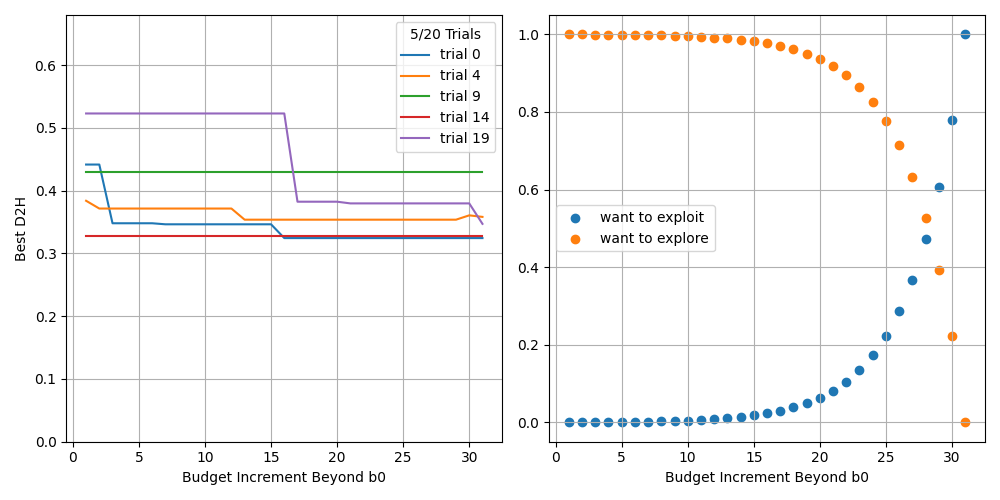 5/20 Trials
trial 0
trial 4
trial 9
trial 14
trial 19
0.6
0.5
0.4
0.3
0.2
0.1
0.0
Best D2H
0 5 10 15 20 25 30
Budget Increment Beyond b0
1.0
0.8
0.6
0.4
0.2
0.0
want to exploit
want to explore
0 5 10 15 20 25 30
Budget Increment Beyond b0